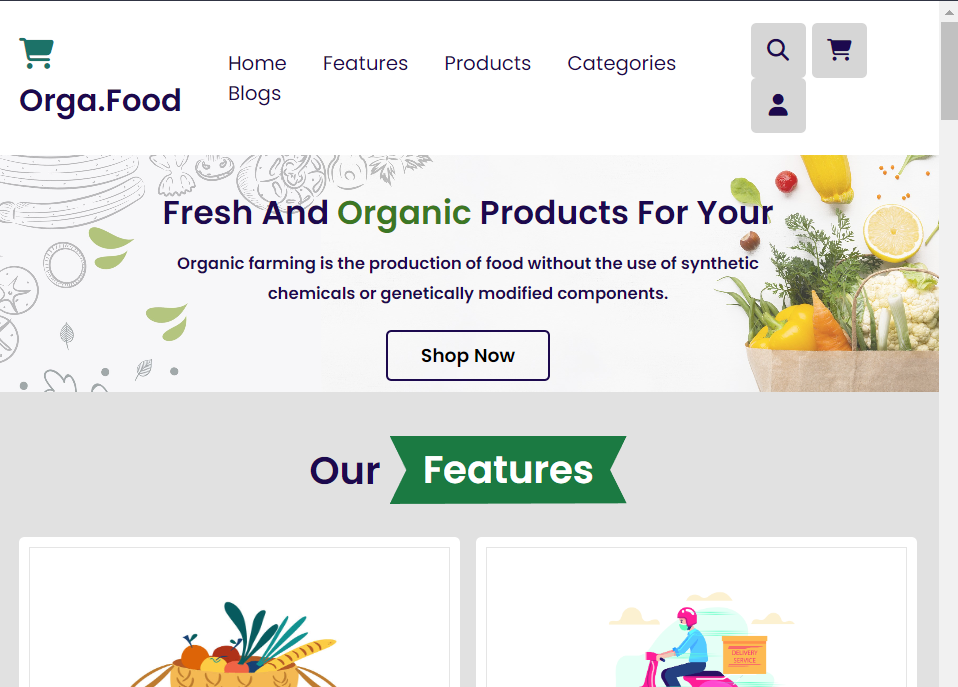 Orga.Food
Home Features Products Categories
Blogs
Fresh And Organic Products For Your
Organic farming is the production of food without the use of synthetic
chemicals or genetically modified components.
Shop Now
Our Features
DELIVERY
SERVICE